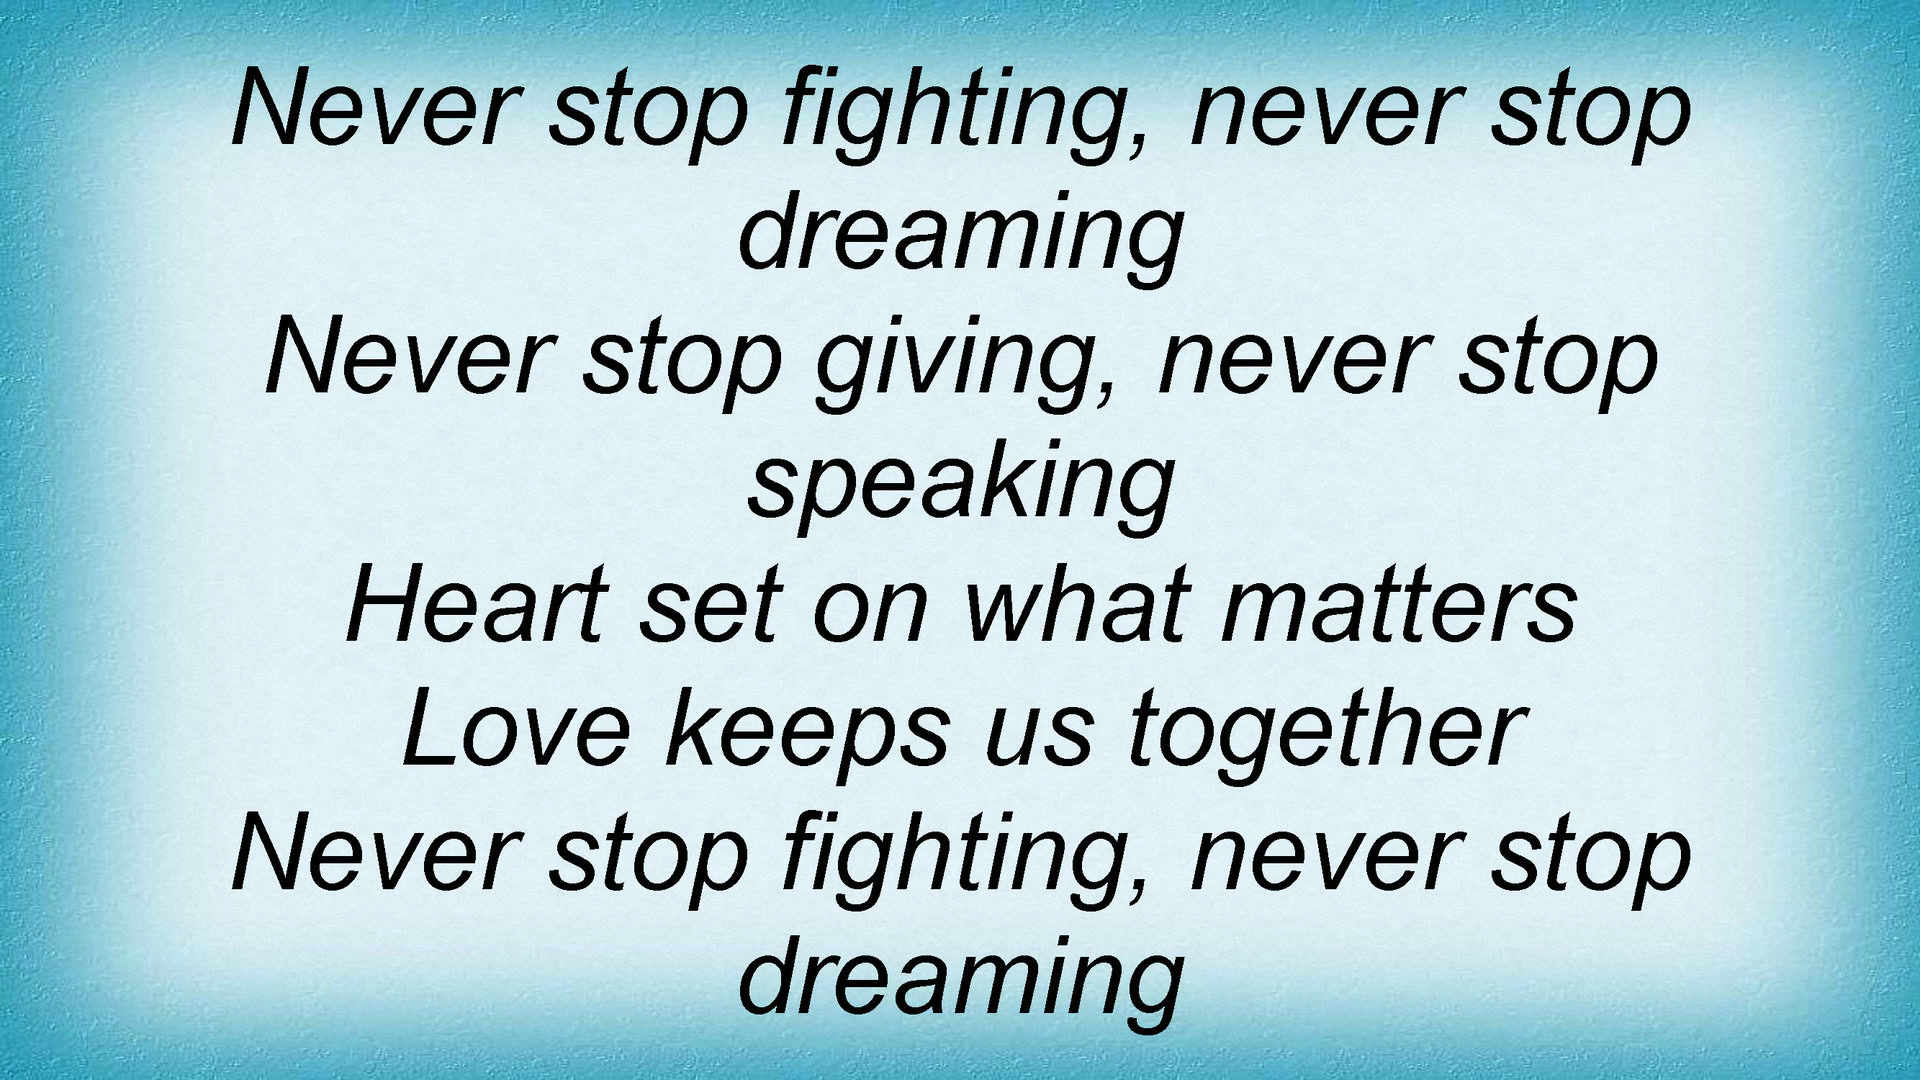 Never stop fighting, never stop
dreaming
Never stop giving, never stop
speaking
Heart set on what matters
Love keeps us together
Never stop fighting, never stop
dreaming